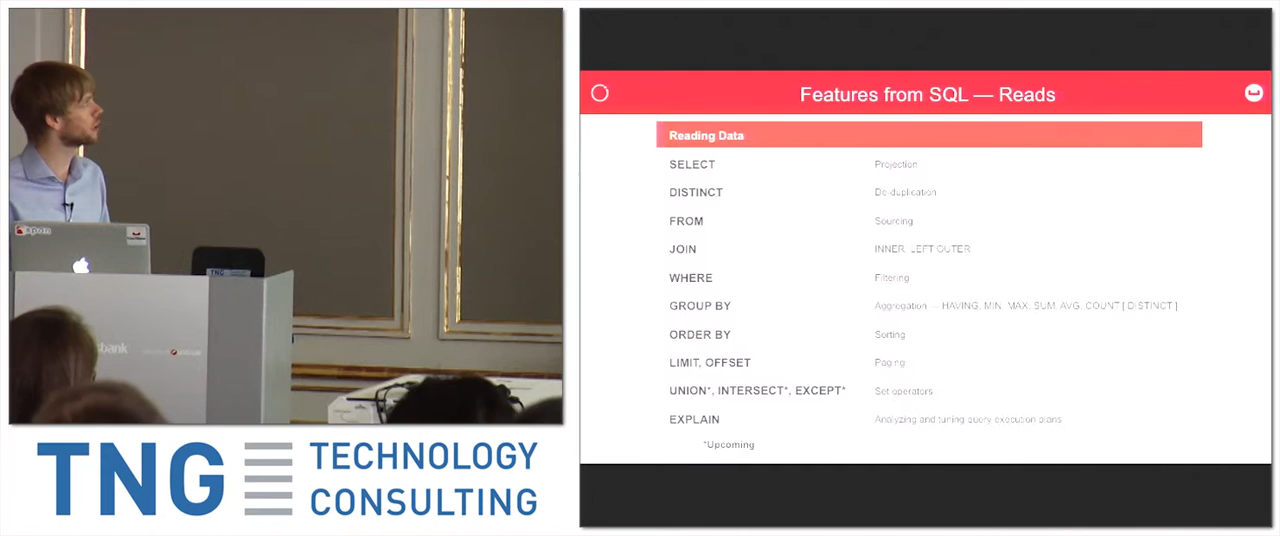 TNG
TNG TECHNOLOGY
CONSULTING
Features from SQL — Reads
Reading Data
SELECT Projection
DISTINCT De-duplication
FROM Sourcing
JOIN INNER, LEFT OUTER
WHERE Filtering
GROUP BY Aggregation – HAVING, MIN, MAX, SUM, AVG, COUNT [ DISTINCT ]
ORDER BY Sorting
LIMIT, OFFSET Paging
UNION*, INTERSECT*, EXCEPT* Set operators
EXPLAIN Analyzing and tuning query execution plans
*Upcoming